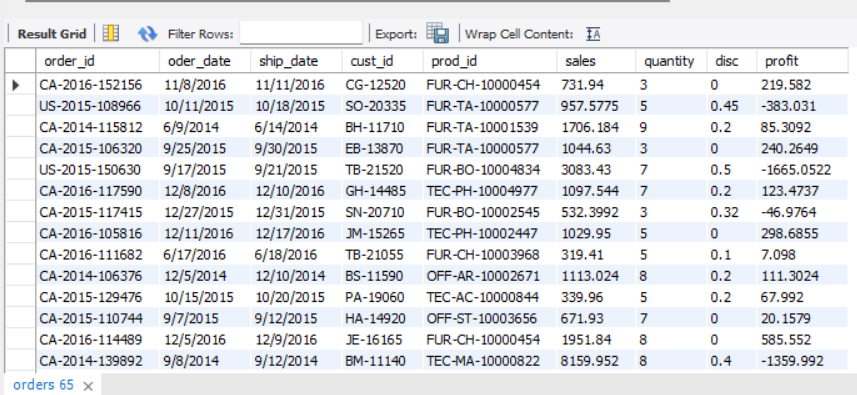 Result Grid Filter Rows: Export: Wrap Cell Content: IA
order_id oder_date ship_date cust_id prod_id sales quantity disc profit
CA-2016-152156 11/8/2016 11/11/2016 CG-12520 FUR-CH-10000454 731.94 3 0 219.582
US-2015-108966 10/11/2015 10/18/2015 SO-20335 FUR-TA-10000577 957.5775 5 0.45 -383.031
CA-2014-115812 6/9/2014 6/14/2014 BH-11710 FUR-TA-10001539 1706.184 9 0.2 85.3092
CA-2015-106320 9/25/2015 9/30/2015 EB-13870 FUR-TA-10000577 1044.63 3 0 240.2649
US-2015-150630 9/17/2015 9/21/2015 TB-21520 FUR-BO-10004834 3083.43 7 0.5 -1665.0522
CA-2016-117590 12/8/2016 12/10/2016 GH-14485 TEC-PH-10004977 1097.544 7 0.2 123.4737
CA-2015-117415 12/27/2015 12/31/2015 SN-20710 FUR-BO-10002545 532.3992 3 0.32 -46.9764
CA-2016-105816 12/11/2016 12/17/2016 JM-15265 TEC-PH-10002447 1029.95 5 0 298.6855
CA-2016-111682 6/17/2016 6/18/2016 TB-21055 FUR-CH-10003968 319.41 5 0.1 7.098
CA-2014-106376 12/5/2014 12/10/2014 BS-11590 OFF-AR-10002671 1113.024 8 0.2 111.3024
CA-2015-129476 10/15/2015 10/20/2015 PA-19060 TEC-AC-10000844 339.96 5 0.2 67.992
CA-2015-110744 9/7/2015 9/12/2015 HA-14920 OFF-ST-10003656 671.93 7 0 20.1579
CA-2016-114489 12/5/2016 12/9/2016 JE-16165 FUR-CH-10000454 1951.84 8 0 585.552
CA-2014-139892 9/8/2014 9/12/2014 BM-11140 TEC-MA-10000822 8159.952 8 0.4 -1359.992
orders 65